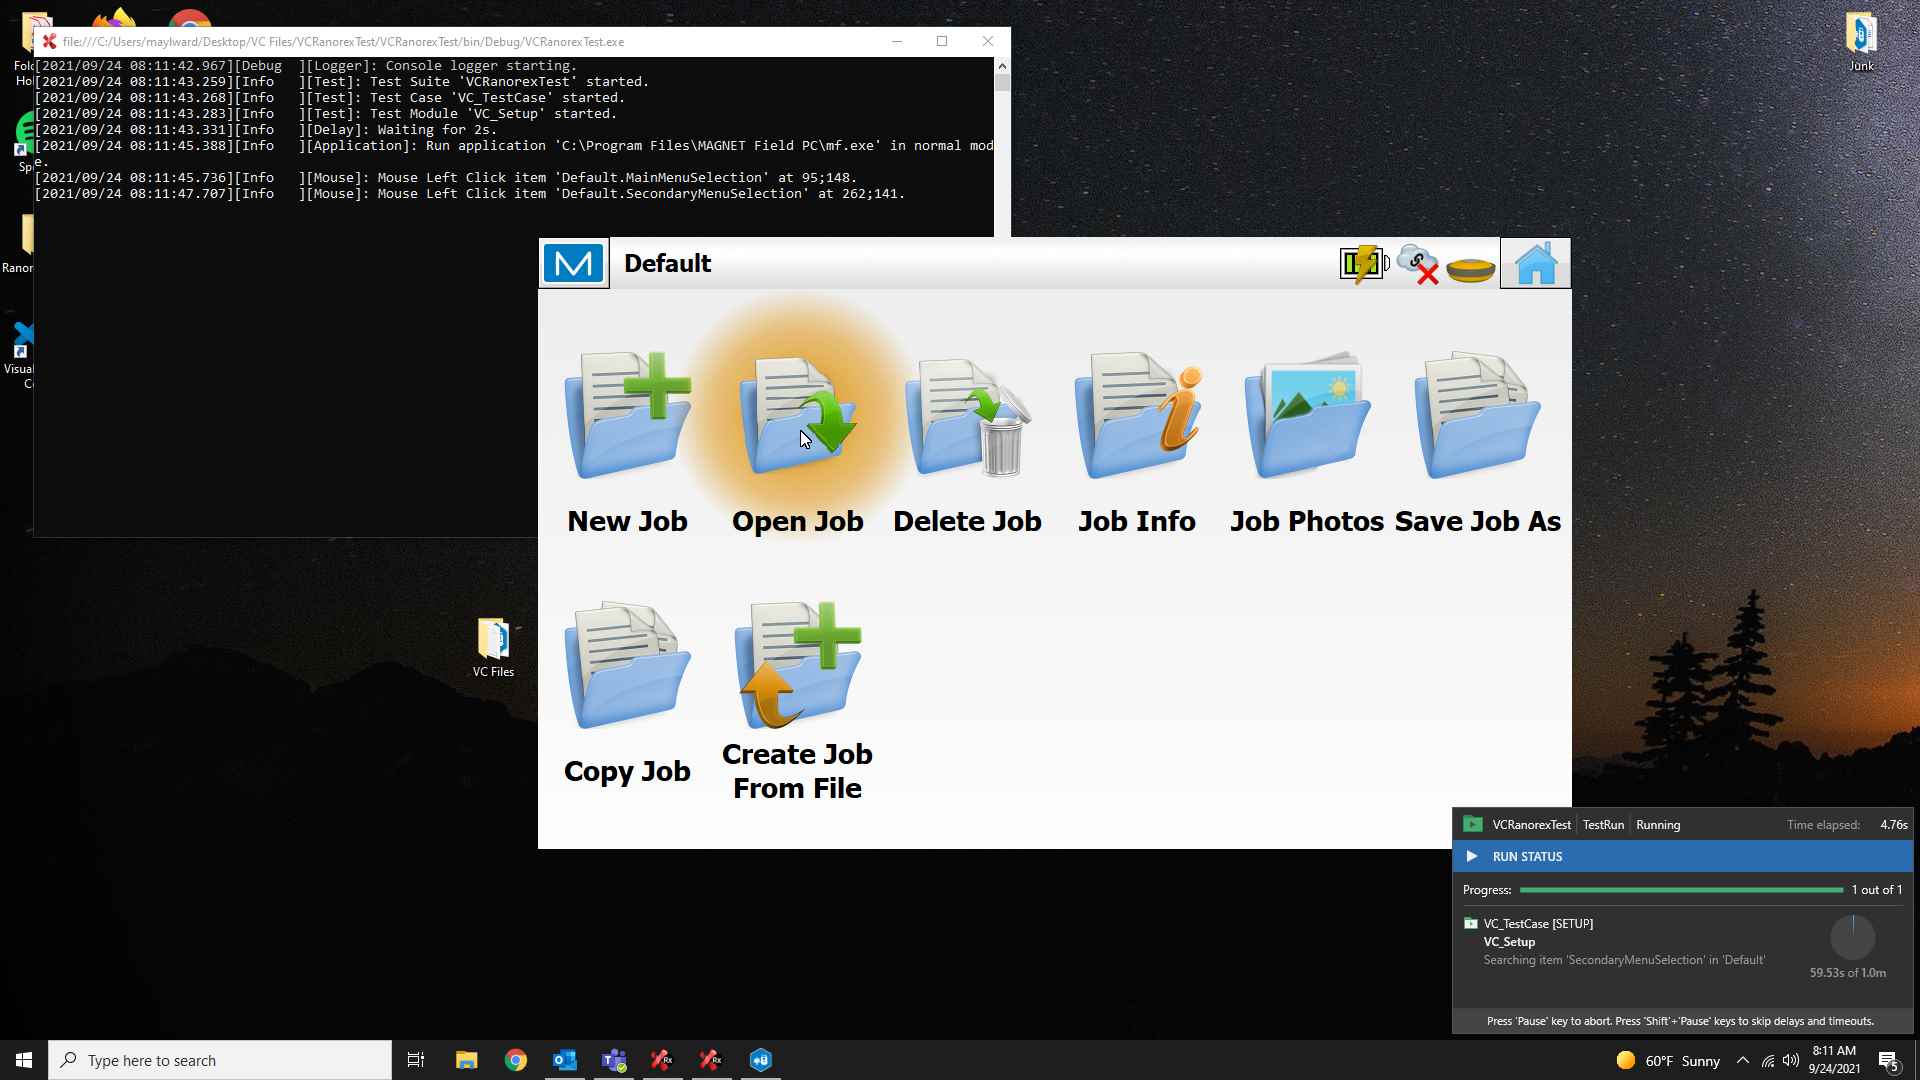 file:///C:/Users/maylward/Desktop/VC Files/VCRanorexTest/VCRanorexTest/bin/Debug/VCRanorexTest.exe
[2021/09/24 08:11:42.967][Debug  ][Logger]: Console logger starting.
[2021/09/24 08:11:43.259][Info   ][Test]: Test Suite 'VCRanorexTest' started.
[2021/09/24 08:11:43.268][Info   ][Test]: Test Case 'VC_TestCase' started.
[2021/09/24 08:11:43.283][Info   ][Test]: Test Module 'VC_Setup' started.
[2021/09/24 08:11:43.331][Info   ][Delay]: Waiting for 2s.
[2021/09/24 08:11:45.388][Info   ][Application]: Run application 'C:\Program Files\MAGNET Field PC\mf.exe' in normal mod
e.
[2021/09/24 08:11:45.736][Info   ][Mouse]: Mouse Left Click item 'Default.MainMenuSelection' at 95;148.
[2021/09/24 08:11:47.707][Info   ][Mouse]: Mouse Left Click item 'Default.SecondaryMenuSelection' at 262;141.
Junk
Default
New Job
Open Job
Delete Job
Job Info
Job Photos
Save Job As
Copy Job
Create Job
From File
VC Files
VCRanorexTest
TestRun
Running
Time elapsed:
4.76s
RUN STATUS
Progress:
1 out of 1
VC_TestCase [SETUP]
VC_Setup
Searching item 'SecondaryMenuSelection' in 'Default'
59.53s of 1.0m
Press 'Pause' key to abort. Press 'Shift'+'Pause' keys to skip delays and timeouts.
Type here to search
60°F Sunny
8:11 AM
9/24/2021
5